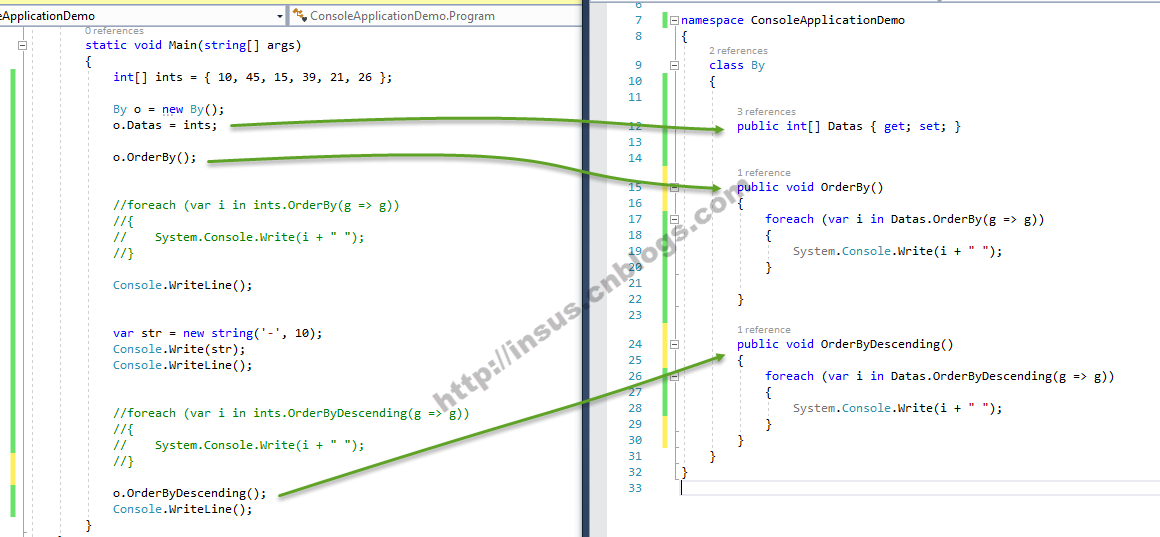 eApplicationDemo
ConsoleApplicationDemo.Program
0 references
static void Main(string[] args)
{
int[] ints = { 10, 45, 15, 39, 21, 26 };
By o = new By();
o.Datas = ints;
o.OrderBy();
//foreach (var i in ints.OrderBy(g => g))
//{
//    System.Console.Write(i + " ");
//}
Console.WriteLine();
var str = new string('-', 10);
Console.Write(str);
Console.WriteLine();
//foreach (var i in ints.OrderByDescending(g => g))
//{
//    System.Console.Write(i + " ");
//}
o.OrderByDescending();
Console.WriteLine();
}
6
7 namespace ConsoleApplicationDemo
8 {
2 references
9 class By
10 {
11
3 references
12 public int[] Datas { get; set; }
13
14
1 reference
15 public void OrderBy()
16 {
17 foreach (var i in Datas.OrderBy(g => g))
18 {
19 System.Console.Write(i + " ");
20 }
21
22 }
23
1 reference
24 public void OrderByDescending()
25 {
26 foreach (var i in Datas.OrderByDescending(g => g))
27 {
28 System.Console.Write(i + " ");
29 }
30 }
31 }
32 }
33
http://insus.cnblogs.com